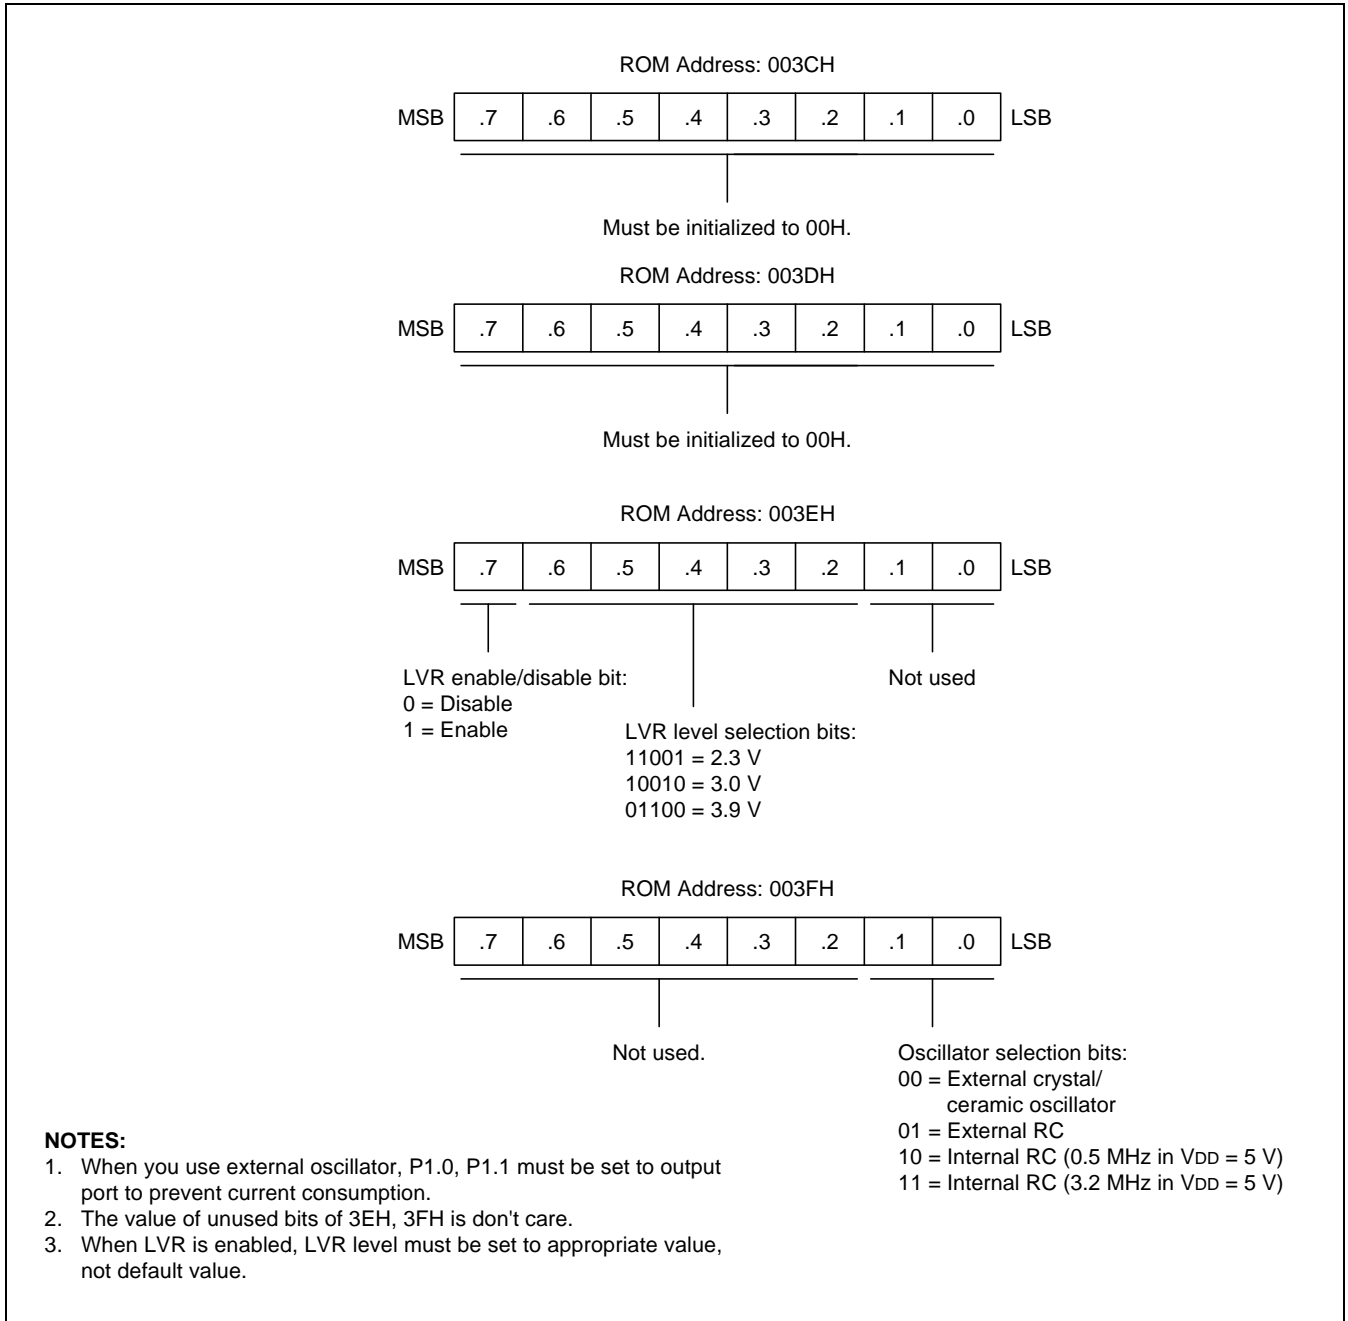 ROM Address: 003CH
MSB .7 .6 .5 .4 .3 .2 .1 .0 LSB
Must be initialized to 00H.
ROM Address: 003DH
MSB .7 .6 .5 .4 .3 .2 .1 .0 LSB
Must be initialized to 00H.
ROM Address: 003EH
MSB .7 .6 .5 .4 .3 .2 .1 .0 LSB
LVR enable/disable bit:
0 = Disable
1 = Enable
LVR level selection bits:
11001 = 2.3 V
10010 = 3.0 V
01100 = 3.9 V
Not used
ROM Address: 003FH
MSB .7 .6 .5 .4 .3 .2 .1 .0 LSB
Not used.
Oscillator selection bits:
00 = External crystal/
ceramic oscillator
01 = External RC
10 = Internal RC (0.5 MHz in VDD = 5 V)
11 = Internal RC (3.2 MHz in VDD = 5 V)
NOTES:
1. When you use external oscillator, P1.0, P1.1 must be set to output
port to prevent current consumption.
2. The value of unused bits of 3EH, 3FH is don't care.
3. When LVR is enabled, LVR level must be set to appropriate value,
not default value.